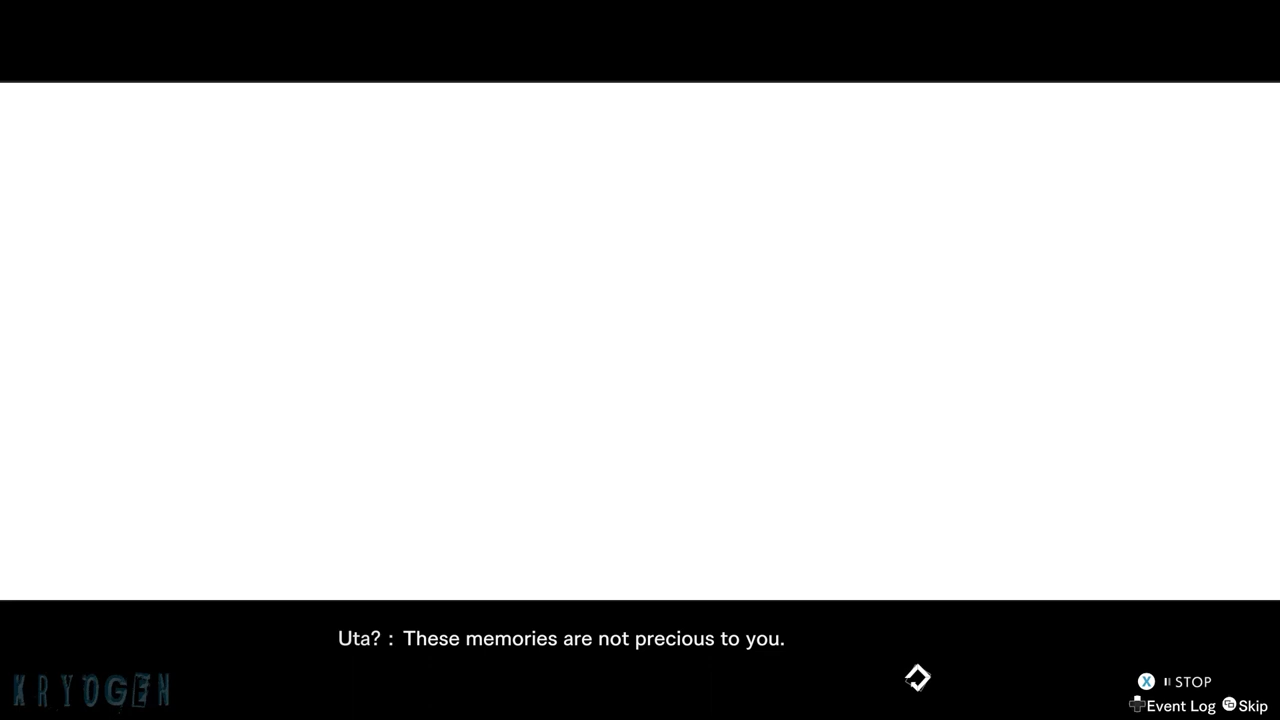 Uta? : These memories are not precious to you.
KRYOGEN
X STOP
Event Log Skip